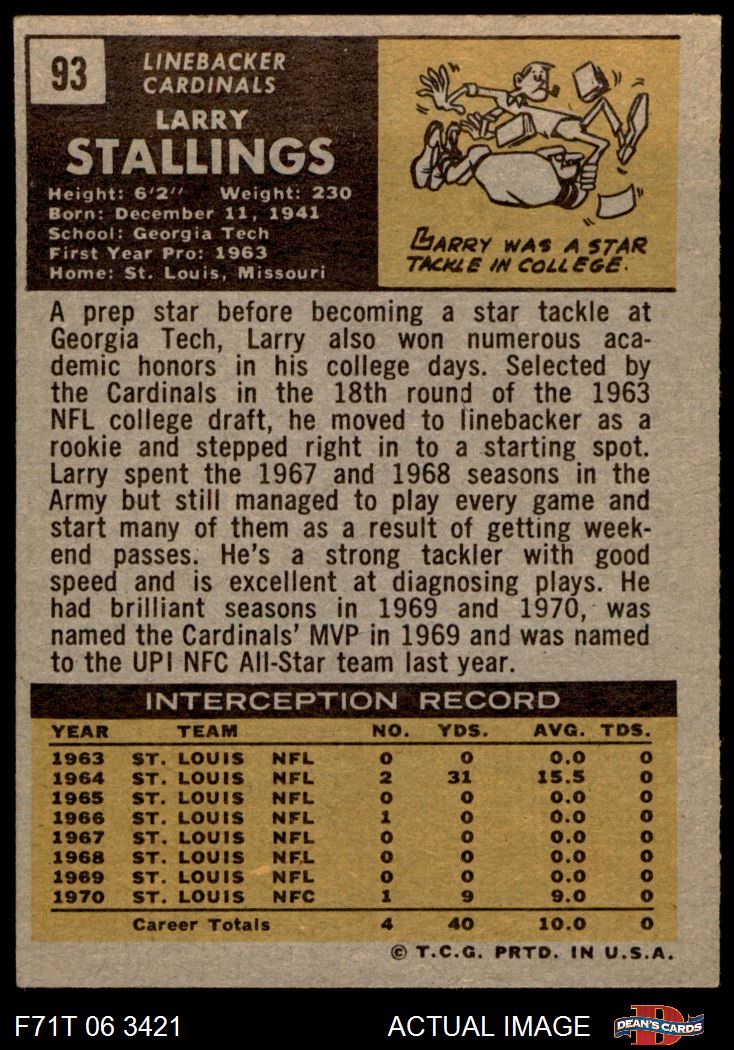 93
LINEBACKER
CARDINALS
LARRY
STALLINGS
Height: 6'2'' Weight: 230
Born: December 11, 1941
School: Georgia Tech
First Year Pro: 1963
Home: St. Louis, Missouri
LARRY WAS A STAR
TACKLE IN COLLEGE.
A prep star before becoming a star tackle at
Georgia Tech, Larry also won numerous aca-
demic honors in his college days. Selected by
the Cardinals in the 18th round of the 1963
NFL college draft, he moved to linebacker as a
rookie and stepped right in to a starting spot.
Larry spent the 1967 and 1968 seasons in the
Army but still managed to play every game and
start many of them as a result of getting week-
end passes. He's a strong tackler with good
speed and is excellent at diagnosing plays. He
had brilliant seasons in 1969 and 1970, was
named the Cardinals' MVP in 1969 and was named
to the UPI NFC All-Star team last year.
INTERCEPTION RECORD
YEAR TEAM NO. YDS. AVG. TDS.
1963 ST. LOUIS NFL 0 0 0.0 0
1964 ST. LOUIS NFL 2 31 15.5 0
1965 ST. LOUIS NFL 0 0 0.0 0
1966 ST. LOUIS NFL 1 0 0.0 0
1967 ST. LOUIS NFL 0 0 0.0 0
1968 ST. LOUIS NFL 0 0 0.0 0
1969 ST. LOUIS NFL 0 0 0.0 0
1970 ST. LOUIS NFC 1 9 9.0 0
Career Totals 4 40 10.0 0
© T.C.G. PRTD. IN U.S.A.
F71T 06 3421 ACTUAL IMAGE
D
DEAN'S CARDS